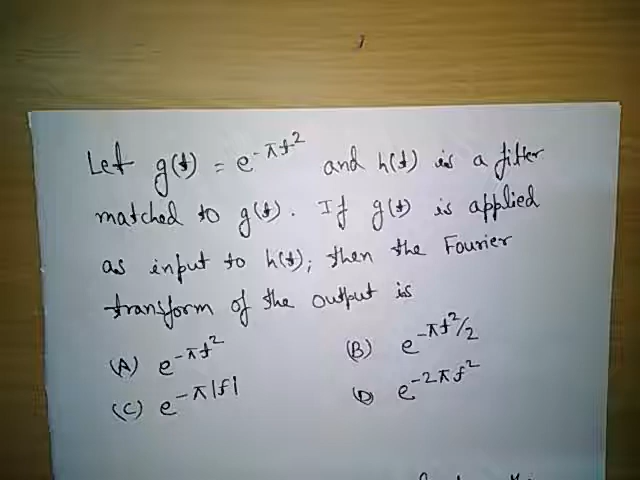 Let g(t) = e^{-πt^2} and h(t) is a filter
matched to g(t). If g(t) is applied
as input to h(t); then the Fourier
transform of the output is
(A) e^{-πf^2} (B) e^{-πf^2/2}
(C) e^{-π|f|} (D) e^{-2πf^2}